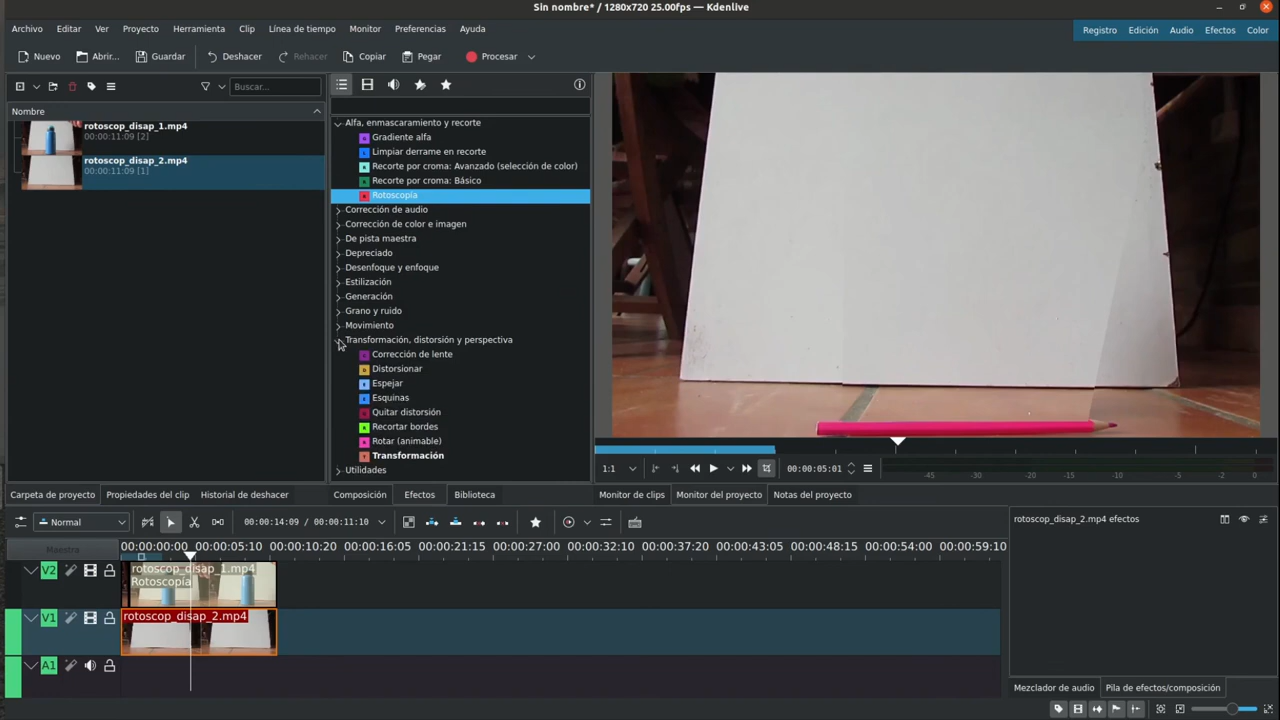 Sin nombre* / 1280x720 25.00fps — Kdenlive
Archivo Editar Ver Proyecto Herramienta Clip Línea de tiempo Monitor Preferencias Ayuda
Registro Edición Audio Efectos Color
Nuevo Abrir... Guardar Deshacer Rehacer Copiar Pegar Procesar
Buscar...
Nombre
rotoscop_disap_1.mp4
00:00:11:09 [2]
rotoscop_disap_2.mp4
00:00:11:09 [1]
Alfa, enmascaramiento y recorte
Gradiente alfa
Limpiar derrame en recorte
Recorte por croma: Avanzado (selección de color)
Recorte por croma: Básico
Rotoscopía
Corrección de audio
Corrección de color e imagen
De pista maestra
Depreciado
Desenfoque y enfoque
Estilización
Generación
Grano y ruido
Movimiento
Transformación, distorsión y perspectiva
Corrección de lente
Distorsionar
Espejar
Esquinas
Quitar distorsión
Recortar bordes
Rotar (animable)
Transformación
Utilidades
1:1 00:00:05:01
-45 -30 -20 -15 -10 -5 -2 0
Carpeta de proyecto Propiedades del clip Historial de deshacer
Composición Efectos Biblioteca
Monitor de clips Monitor del proyecto Notas del proyecto
Normal 00:00:14:09 / 00:00:11:10
rotoscop_disap_2.mp4 efectos
Maestra
00:00:00:00 00:00:05:10 00:00:10:20 00:00:16:05 00:00:21:15 00:00:27:00 00:00:32:10 00:00:37:20 00:00:43:05 00:00:48:15 00:00:54:00 00:00:59:10
V2
rotoscop_disap_1.mp4
Rotoscopía
V1
rotoscop_disap_2.mp4
A1
Mezclador de audio Pila de efectos/composición